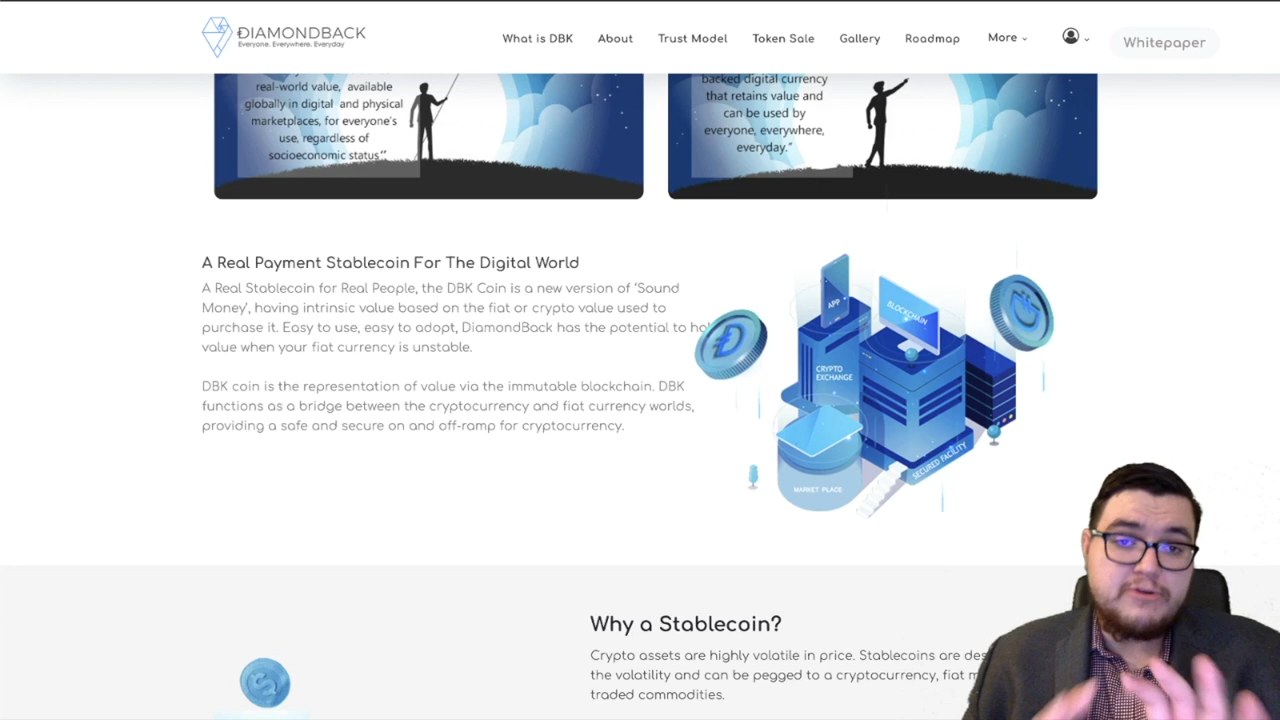 DIAMONDBACK
Everyone. Everywhere. Everyday
What is DBK
About
Trust Model
Token Sale
Gallery
Roadmap
More
Whitepaper
real-world value, available
globally in digital and physical
marketplaces, for everyone's
use, regardless of
socioeconomic status"
backed digital currency
that retains value and
can be used by
everyone, everywhere,
everyday."
A Real Payment Stablecoin For The Digital World
A Real Stablecoin for Real People, the DBK Coin is a new version of 'Sound
Money', having intrinsic value based on the fiat or crypto value used to
purchase it. Easy to use, easy to adopt, DiamondBack has the potential to
value when your fiat currency is unstable.
DBK coin is the representation of value via the immutable blockchain. DBK
functions as a bridge between the cryptocurrency and fiat currency worlds,
providing a safe and secure on and off-ramp for cryptocurrency.
APP
BLOCKCHAIN
CRYPTO
EXCHANGE
SECURED FACILITY
MARKET PLACE
Why a Stablecoin?
Crypto assets are highly volatile in price. Stablecoins are
the volatility and can be pegged to a cryptocurrency, fiat
traded commodities.